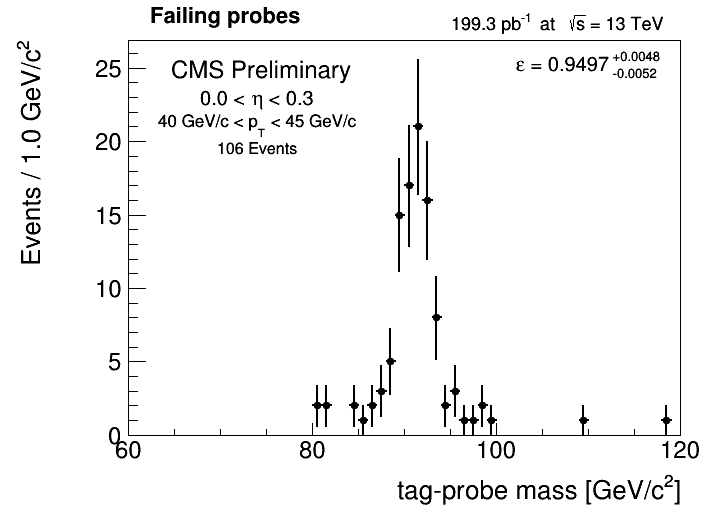 Failing probes
199.3 pb⁻¹ at √s = 13 TeV
CMS Preliminary
0.0 < η < 0.3
40 GeV/c < p_T < 45 GeV/c
106 Events
ε = 0.9497 +0.0048 -0.0052
Events / 1.0 GeV/c²
25
20
15
10
5
0
60 80 100 120
tag-probe mass [GeV/c²]